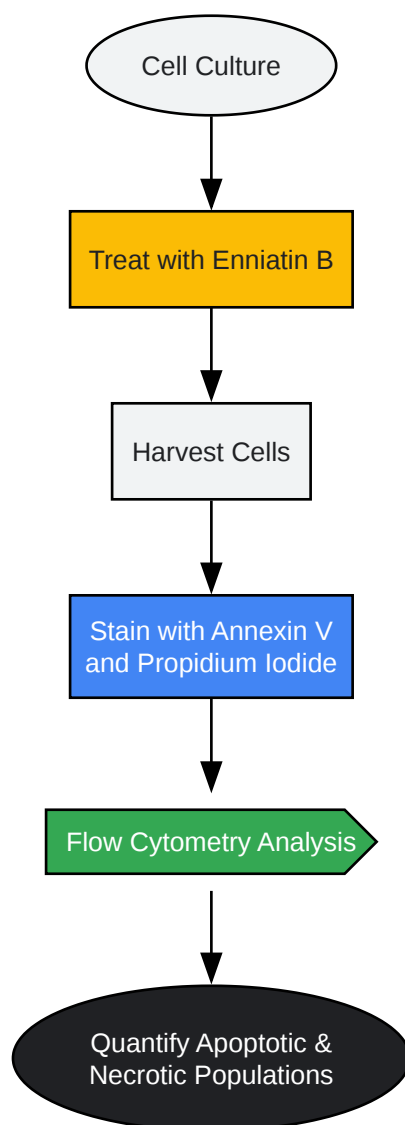 Cell Culture
Treat with Enniatin B
Harvest Cells
Stain with Annexin V
and Propidium Iodide
Flow Cytometry Analysis
Quantify Apoptotic &
Necrotic Populations